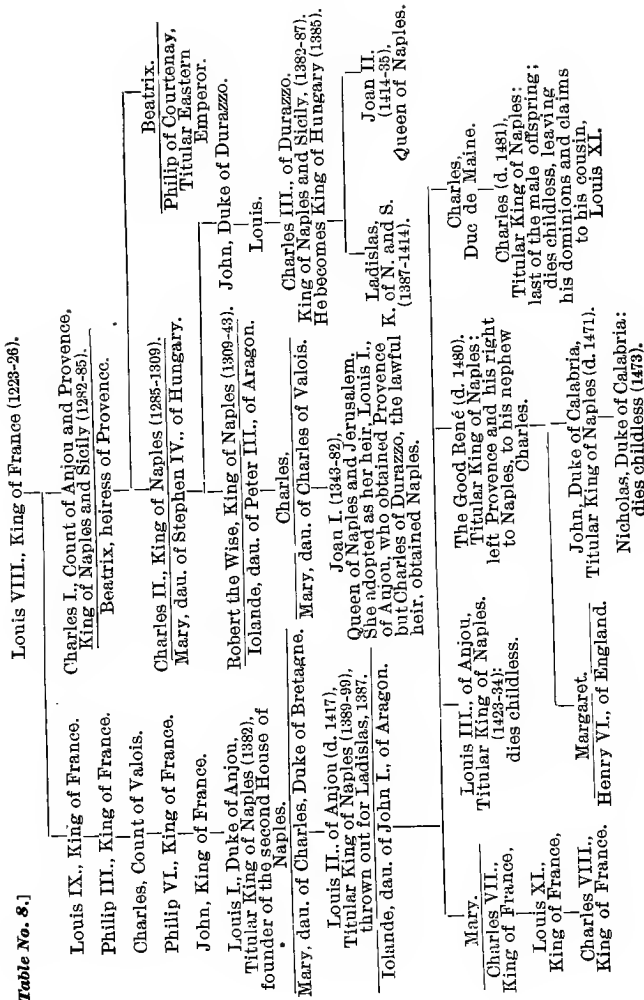 Table No. 8.]
Louis VIII., King of France (1223-26).
Louis IX., King of France.
Philip III., King of France.
Charles, Count of Valois.
Philip VI., King of France.
John, King of France.
Louis I., Duke of Anjou,
Titular King of Naples (1382),
founder of the second House of
Naples.
Mary, dau. of Charles, Duke of Bretagne.
Louis II., of Anjou (d. 1417),
Titular King of Naples (1389-99),
thrown out for Ladislas, 1387.
Iolande, dau. of John I., of Aragon.
Charles I., Count of Anjou and Provence,
King of Naples and Sicily (1282-85).
Beatrix, heiress of Provence.
Charles II., King of Naples (1285-1309).
Mary, dau. of Stephen IV., of Hungary.
Beatrix.
Philip of Courtenay,
Titular Eastern
Emperor.
Robert the Wise, King of Naples (1309-43).
Iolande, dau. of Peter III., of Aragon.
John, Duke of Durazzo.
Charles.
Mary, dau. of Charles of Valois.
Louis.
Joan I. (1343-82),
Queen of Naples and Jerusalem.
She adopted as her heir, Louis I.,
of Anjou, who obtained Provence
but Charles of Durazzo, the lawful
heir, obtained Naples.
Charles III., of Durazzo.
King of Naples and Sicily, (1382-87).
He becomes King of Hungary (1385).
Ladislas,
K. of N. and S.
(1387-1414).
Joan II.
(1414-35),
Queen of Naples.
Mary.
Charles VII.,
King of France,
Louis XI.,
King of France,
Charles VIII.,
King of France.
Louis III., of Anjou,
Titular King of Naples.
(1423-34):
dies childless.
The Good René (d. 1480),
Titular King of Naples:
left Provence and his right
to Naples, to his nephew
Charles.
Charles,
Duc de Maine.
Charles (d. 1481),
Titular King of Naples:
last of the male offspring;
dies childless, leaving
his dominions and claims
to his cousin,
Louis XI.
Margaret.
Henry VI., of England.
John, Duke of Calabria,
Titular King of Naples (d. 1471).
Nicholas, Duke of Calabria:
dies childless (1473).